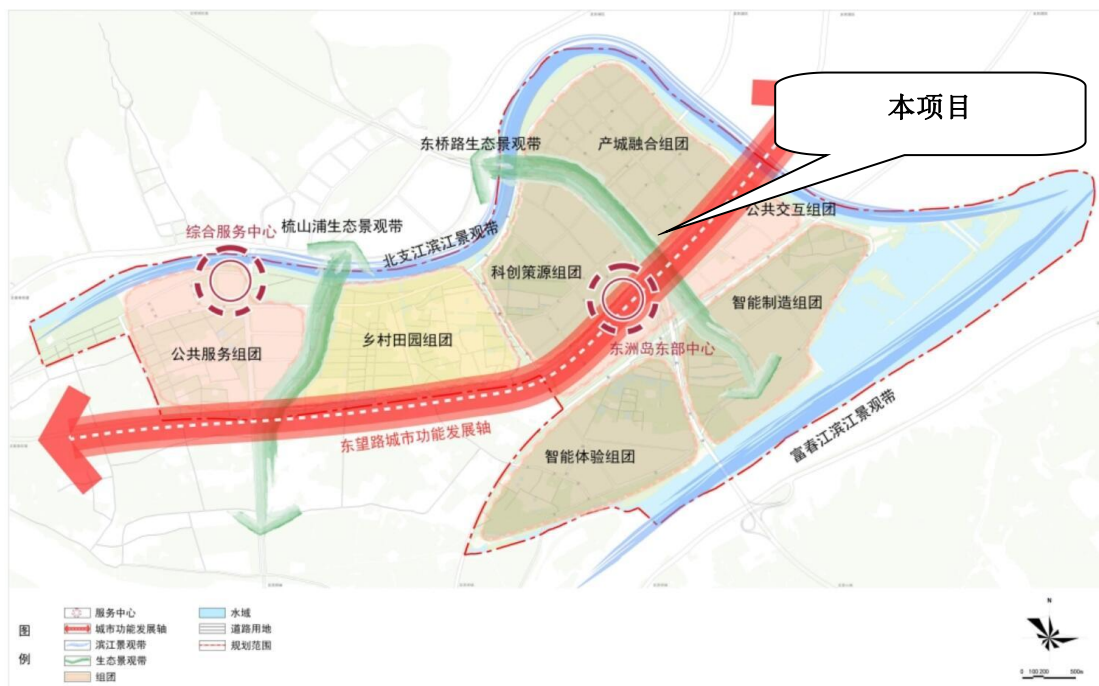 本项目
东桥路生态景观带
产城融合组团
公共交互组团
综合服务中心
梳山浦生态景观带
北支江滨江景观带
科创策源组团
智能制造组团
乡村田园组团
公共服务组团
东洲岛东部中心
东望路城市功能发展轴
富春江滨江景观带
智能体验组团
图例
服务中心
城市功能发展轴
滨江景观带
生态景观带
组团
水域
道路用地
规划范围
N
0 100 200 500m